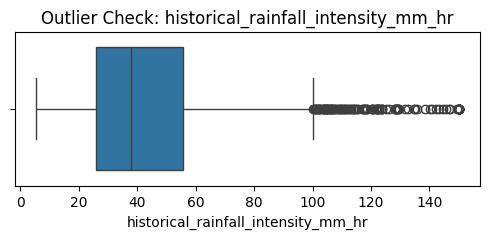 Outlier Check: historical_rainfall_intensity_mm_hr
0 20 40 60 80 100 120 140
historical_rainfall_intensity_mm_hr